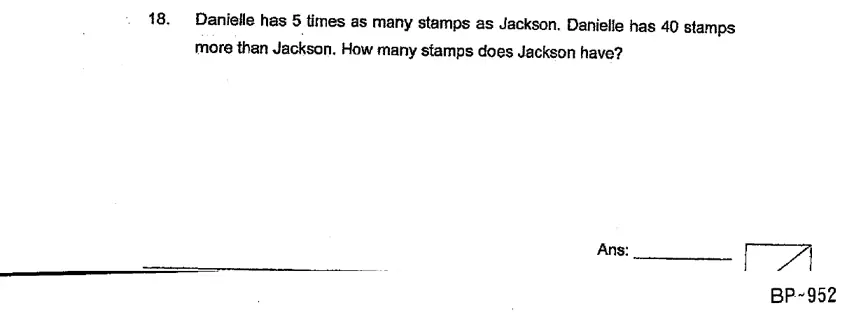 18. Danielle has 5 times as many stamps as Jackson. Danielle has 40 stamps
more than Jackson. How many stamps does Jackson have?
Ans:
BP-952